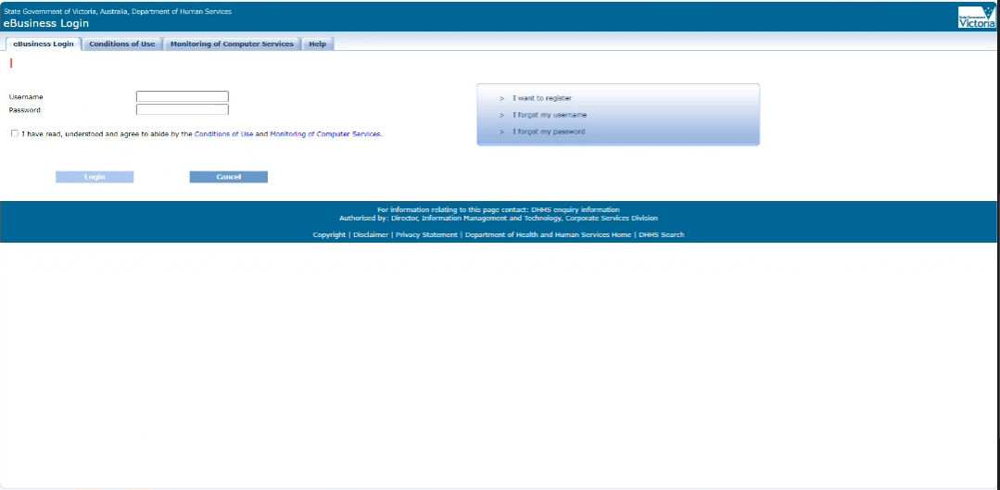 State Government of Victoria, Australia, Department of Human Services
eBusiness Login
State Government
Victoria
eBusiness Login
Conditions of Use
Monitoring of Computer Services
Help
Username
Password
I have read, understood and agree to abide by the Conditions of Use and Monitoring of Computer Services.
> I want to register
> I forgot my username
> I forgot my password
Login
Cancel
For information relating to this page contact: DHHS enquiry information
Authorised by: Director, Information Management and Technology, Corporate Services Division
Copyright | Disclaimer | Privacy Statement | Department of Health and Human Services Home | DHHS Search